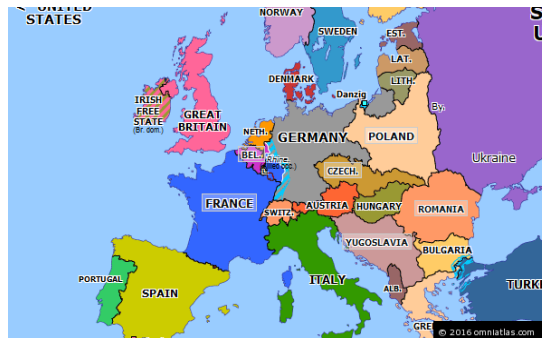 UNITED
STATES
NORWAY
SWEDEN
EST.
LAT.
LITH.
DENMARK
Danzig
By.
IRISH
FREE
STATE
(Br. dom.)
GREAT
BRITAIN
NETH.
GERMANY
POLAND
BEL.
Rhine
CZECH.
Ukraine
FRANCE
SWITZ.
AUSTRIA
HUNGARY
ROMANIA
YUGOSLAVIA
BULGARIA
PORTUGAL
SPAIN
ITALY
ALB.
TURK
GRE
© 2016 omniatlas.com